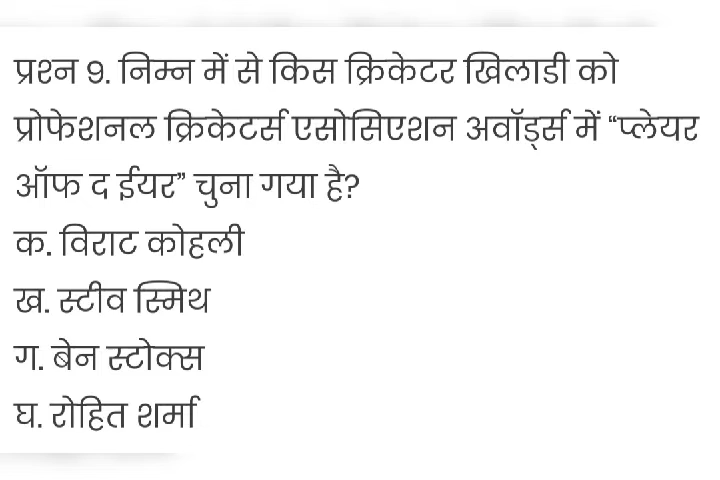 प्रश्न 9. निम्न में से किस क्रिकेटर खिलाडी को
प्रोफेशनल क्रिकेटर्स एसोसिएशन अवॉर्ड्स में “प्लेयर
ऑफ द ईयर” चुना गया है?
क. विराट कोहली
ख. स्टीव स्मिथ
ग. बेन स्टोक्स
घ. रोहित शर्मा